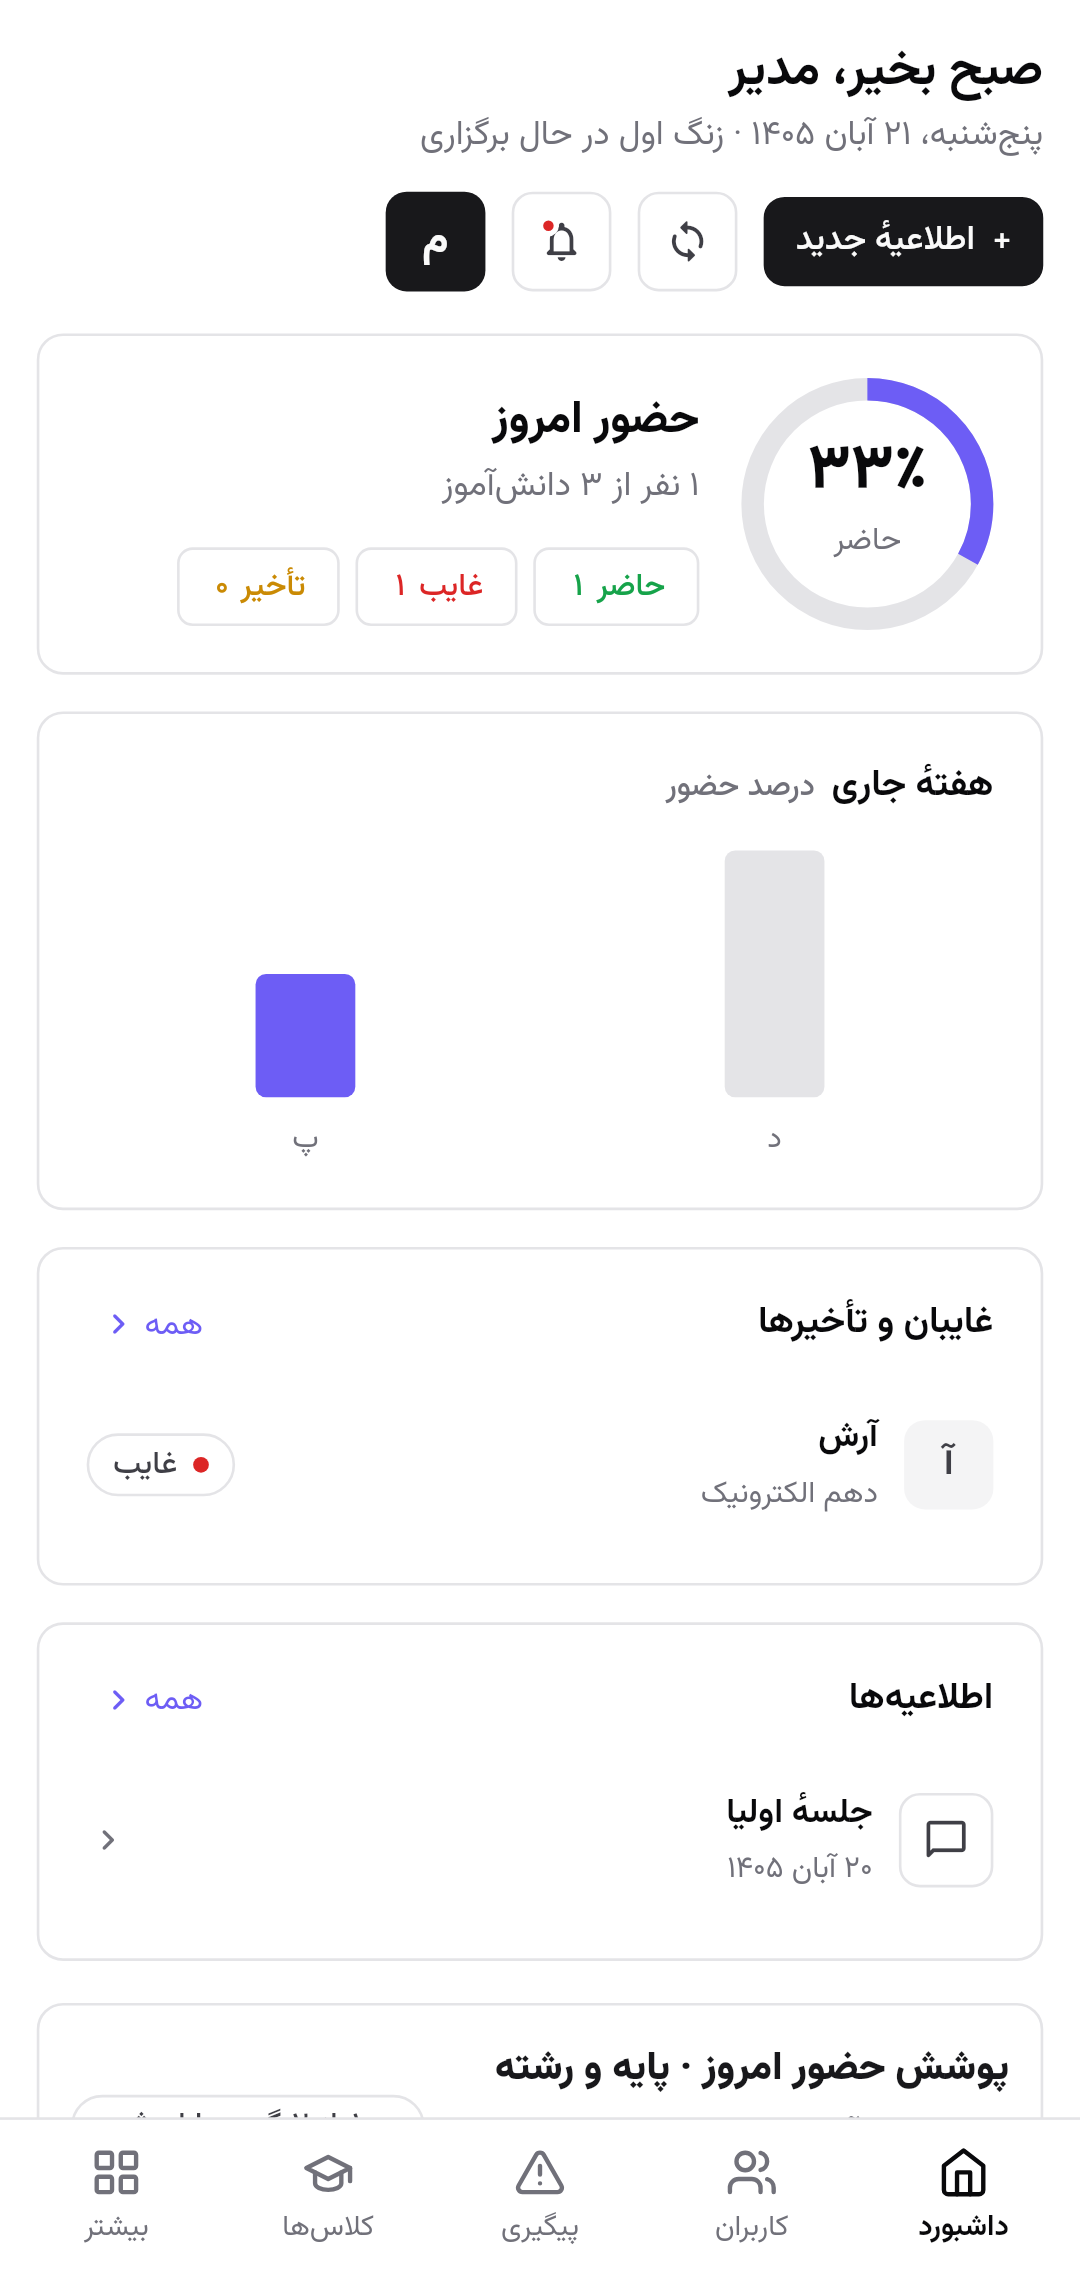 صبح بخیر، مدیر
پنج‌شنبه، ۲۱ آبان ۱۴۰۵ · زنگ اول در حال برگزاری
+ اطلاعیهٔ جدید
م
۳۳٪
حاضر
حضور امروز
۱ نفر از ۳ دانش‌آموز
حاضر ۱
غایب ۱
تأخیر ۰
هفتهٔ جاری درصد حضور
د
پ
غایبان و تأخیرها
همه
آ
آرش
دهم الکترونیک
غایب
اطلاعیه‌ها
همه
جلسهٔ اولیا
۲۰ آبان ۱۴۰۵
پوشش حضور امروز · پایه و رشته
داشبورد
کاربران
پیگیری
کلاس‌ها
بیشتر